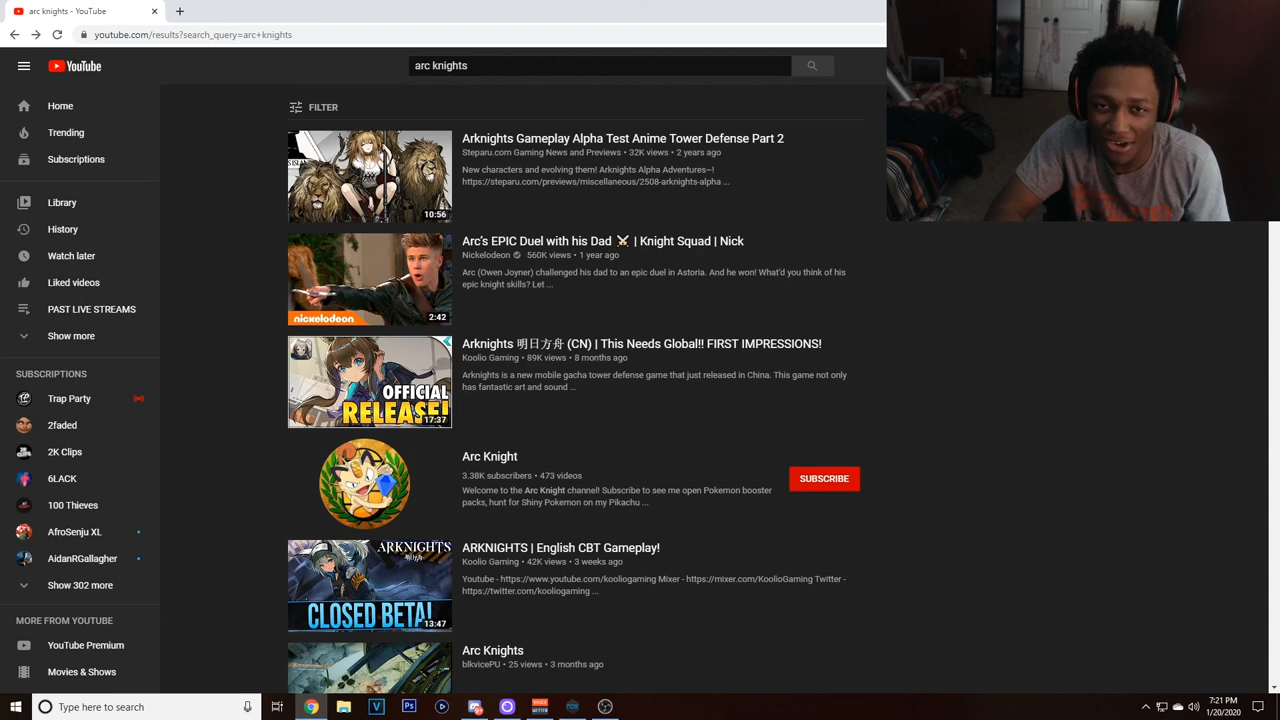 arc knights - YouTube
youtube.com/results?search_query=arc+knights
YouTube
arc knights
Home
Trending
Subscriptions
Library
History
Watch later
Liked videos
PAST LIVE STREAMS
Show more
SUBSCRIPTIONS
Trap Party
2faded
2K Clips
6LACK
100 Thieves
AfroSenju XL
AidanRGallagher
Show 302 more
MORE FROM YOUTUBE
YouTube Premium
Movies & Shows
FILTER
10:56
Arknights Gameplay Alpha Test Anime Tower Defense Part 2
Steparu.com Gaming News and Previews • 32K views • 2 years ago
New characters and evolving them! Arknights Alpha Adventures~!
https://steparu.com/previews/miscellaneous/2508-arknights-alpha ...
nickelodeon
2:42
Arc's EPIC Duel with his Dad ⚔ | Knight Squad | Nick
Nickelodeon 560K views • 1 year ago
Arc (Owen Joyner) challenged his dad to an epic duel in Astoria. And he won! What'd you think of his
epic knight skills? Let ...
OFFICIAL
RELEASE!
17:37
Arknights 明日方舟 (CN) | This Needs Global!! FIRST IMPRESSIONS!
Koolio Gaming • 89K views • 8 months ago
Arknights is a new mobile gacha tower defense game that just released in China. This game not only
has fantastic art and sound ...
Arc Knight
3.38K subscribers • 473 videos
Welcome to the Arc Knight channel! Subscribe to see me open Pokemon booster
packs, hunt for Shiny Pokemon on my Pikachu ...
SUBSCRIBE
ARKNIGHTS
CLOSED BETA!
13:47
ARKNIGHTS | English CBT Gameplay!
Koolio Gaming • 42K views • 3 weeks ago
Youtube - https://www.youtube.com/kooliogaming Mixer - https://mixer.com/KoolioGaming Twitter -
https://twitter.com/kooliogaming ...
Arc Knights
blkvicePU • 25 views • 3 months ago
Type here to search
V
Ps
7:21 PM
1/20/2020